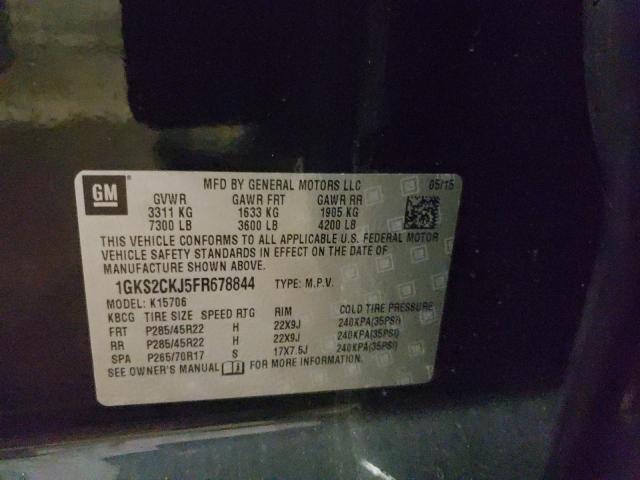 GM
MFD BY GENERAL MOTORS LLC 05/15
GVWR GAWR FRT GAWR RR
3311 KG 1633 KG 1905 KG
7300 LB 3600 LB 4200 LB
THIS VEHICLE CONFORMS TO ALL APPLICABLE U.S. FEDERAL MOTOR
VEHICLE SAFETY STANDARDS IN EFFECT ON THE DATE OF
MANUFACTURE SHOWN ABOVE.
1GKS2CKJ5FR678844 TYPE: M.P.V.
MODEL: K15706
KBCG TIRE SIZE SPEED RTG RIM COLD TIRE PRESSURE
FRT P285/45R22 H 22X9J 240KPA(35PSI)
RR P285/45R22 H 22X9J 240KPA(35PSI)
SPA P265/70R17 S 17X7.5J 240KPA(35PSI)
SEE OWNER'S MANUAL FOR MORE INFORMATION.